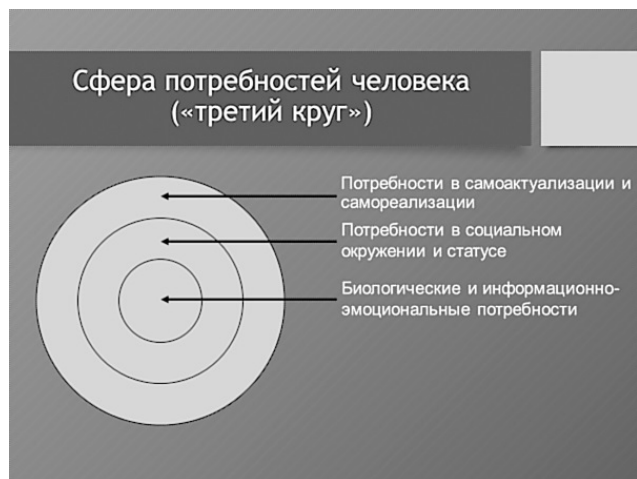 Сфера потребностей человека
(«третий круг»)
Потребности в самоактуализации и
самореализации
Потребности в социальном
окружении и статусе
Биологические и информационно-
эмоциональные потребности